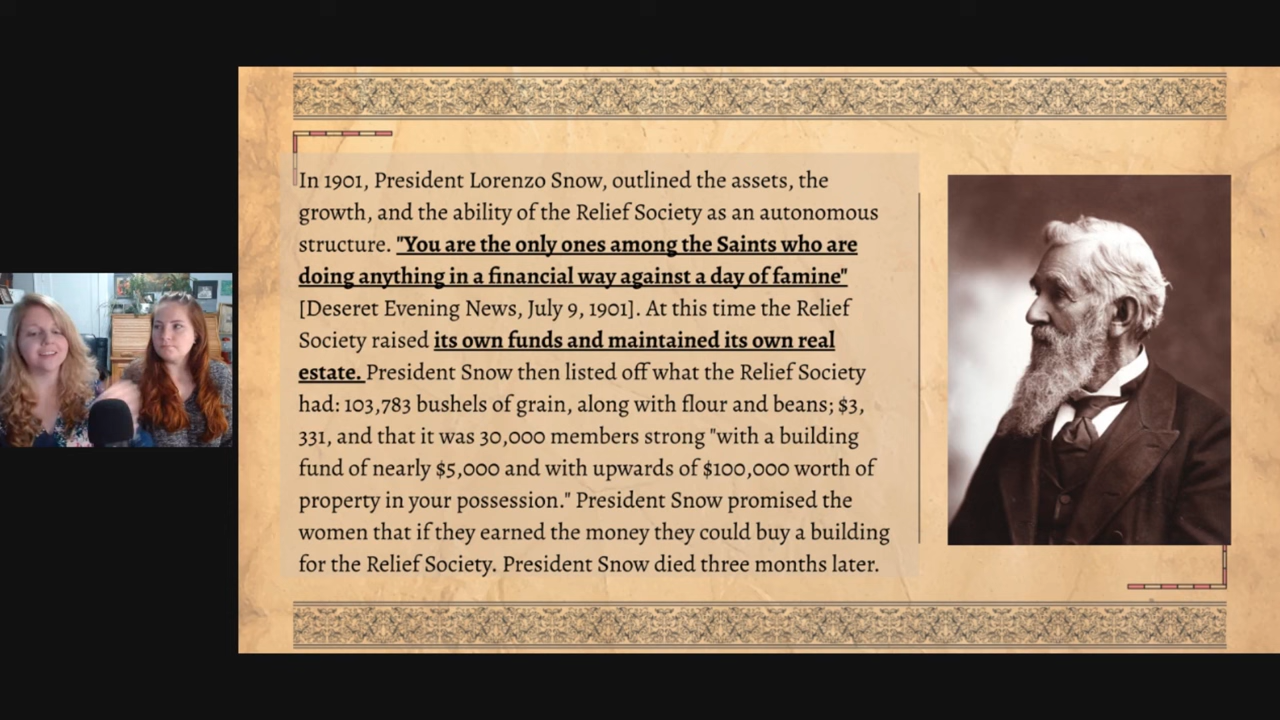 In 1901, President Lorenzo Snow, outlined the assets, the
growth, and the ability of the Relief Society as an autonomous
structure. "You are the only ones among the Saints who are
doing anything in a financial way against a day of famine"
[Deseret Evening News, July 9, 1901]. At this time the Relief
Society raised its own funds and maintained its own real
estate. President Snow then listed off what the Relief Society
had: 103,783 bushels of grain, along with flour and beans; $3,
331, and that it was 30,000 members strong "with a building
fund of nearly $5,000 and with upwards of $100,000 worth of
property in your possession." President Snow promised the
women that if they earned the money they could buy a building
for the Relief Society. President Snow died three months later.